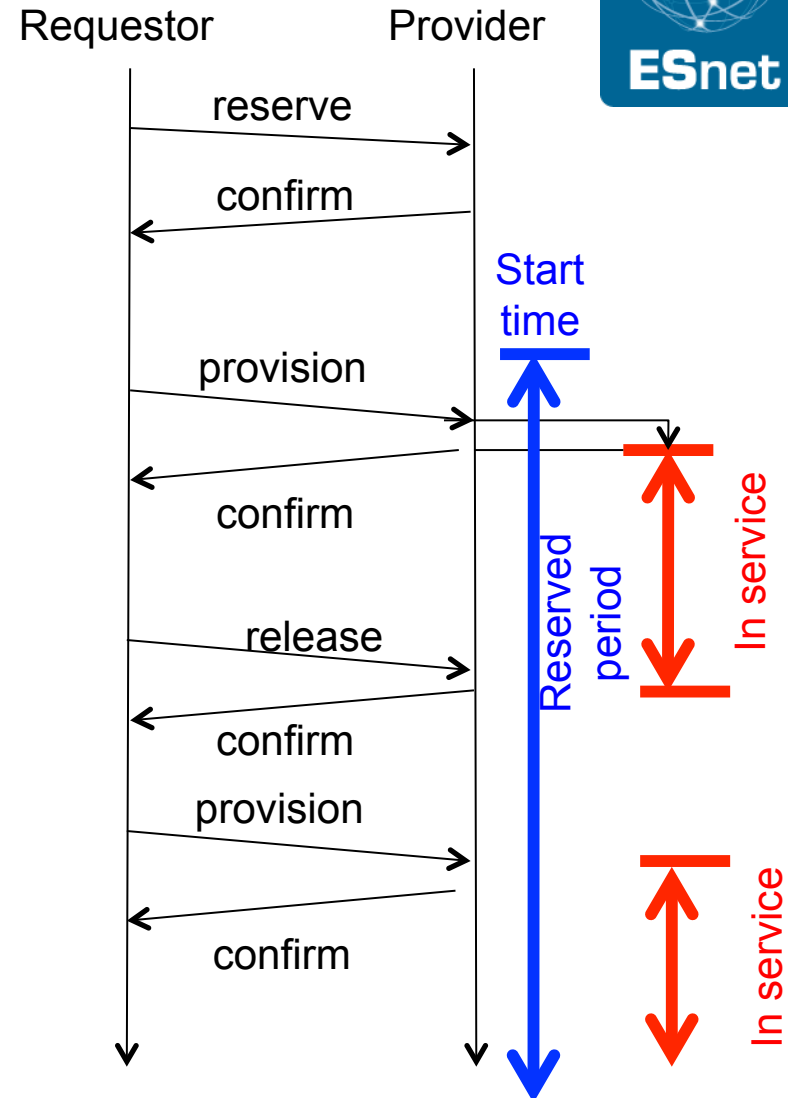 Requestor
Provider
ESnet
reserve
confirm
Start
time
provision
confirm
Reserved
period
In service
release
confirm
provision
confirm
In service